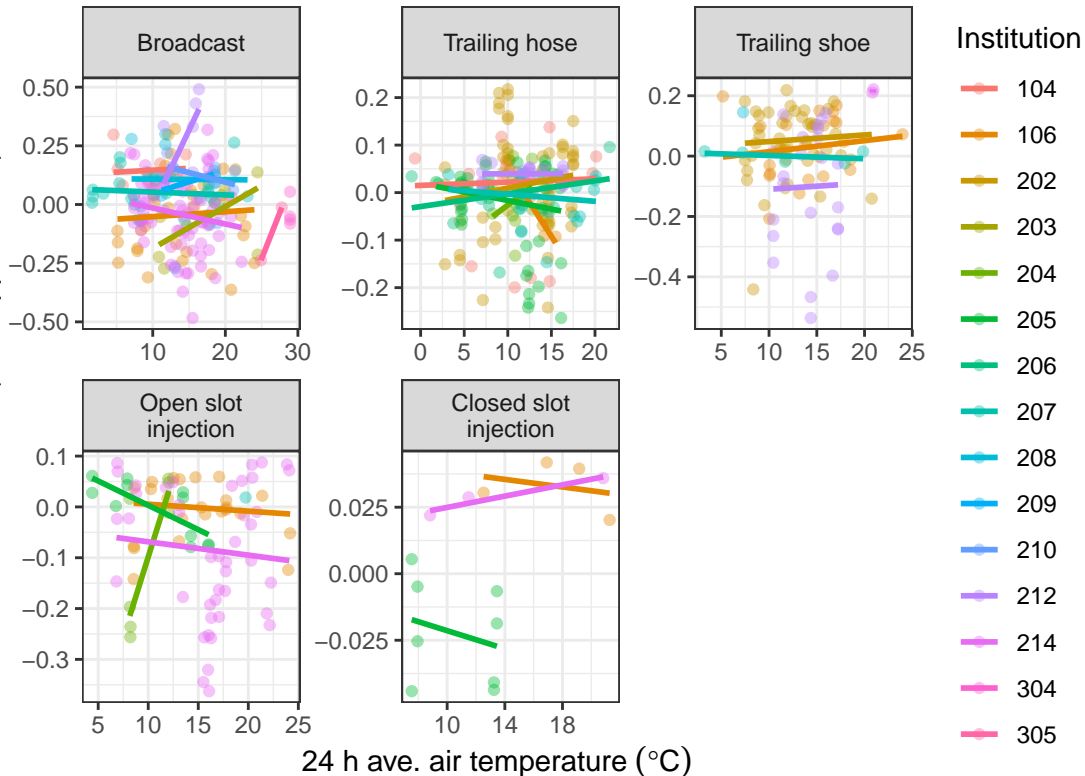 Broadcast
Trailing hose
Trailing shoe
Institution
104
106
202
203
204
205
206
207
208
209
210
212
214
304
305
0.50
0.25
0.00
−0.25
−0.50
10 20 30
0.2
0.1
0.0
−0.1
−0.2
0 5 10 15 20
0.2
0.0
−0.2
−0.4
5 10 15 20 25
Open slot
injection
Closed slot
injection
0.1
0.0
−0.1
−0.2
−0.3
5 10 15 20 25
0.025
0.000
−0.025
10 14 18
24 h ave. air temperature (°C)